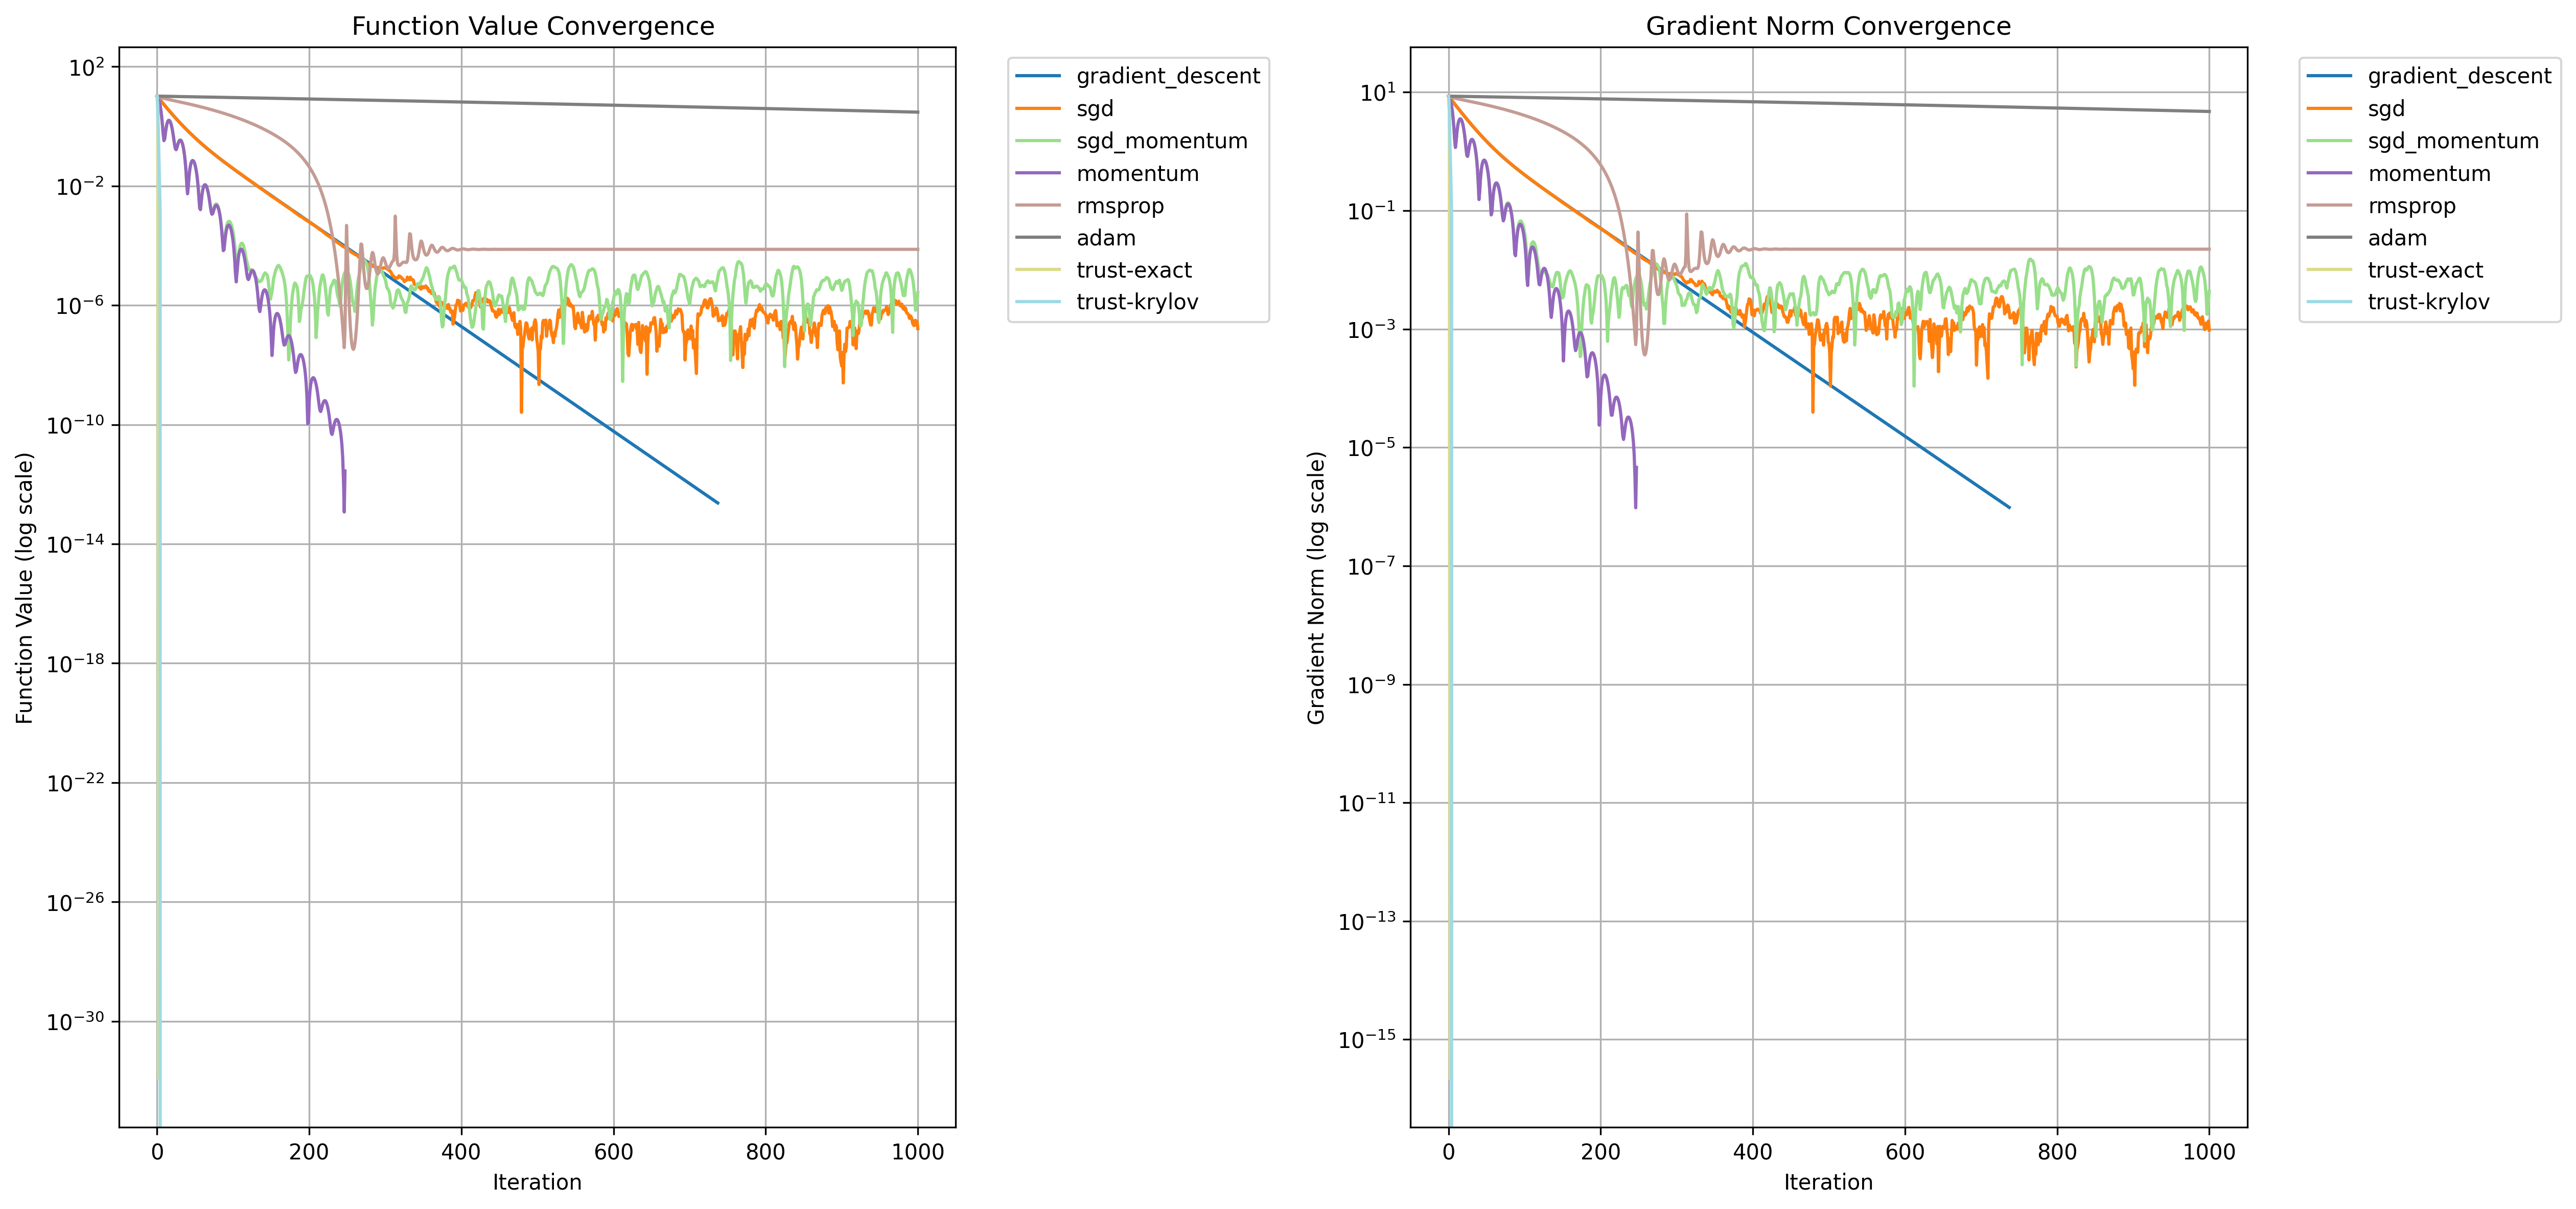 Function Value Convergence
Function Value (log scale)
10²
10⁻²
10⁻⁶
10⁻¹⁰
10⁻¹⁴
10⁻¹⁸
10⁻²²
10⁻²⁶
10⁻³⁰
0 200 400 600 800 1000
Iteration
gradient_descent
sgd
sgd_momentum
momentum
rmsprop
adam
trust-exact
trust-krylov
Gradient Norm Convergence
Gradient Norm (log scale)
10¹
10⁻¹
10⁻³
10⁻⁵
10⁻⁷
10⁻⁹
10⁻¹¹
10⁻¹³
10⁻¹⁵
0 200 400 600 800 1000
Iteration
gradient_descent
sgd
sgd_momentum
momentum
rmsprop
adam
trust-exact
trust-krylov